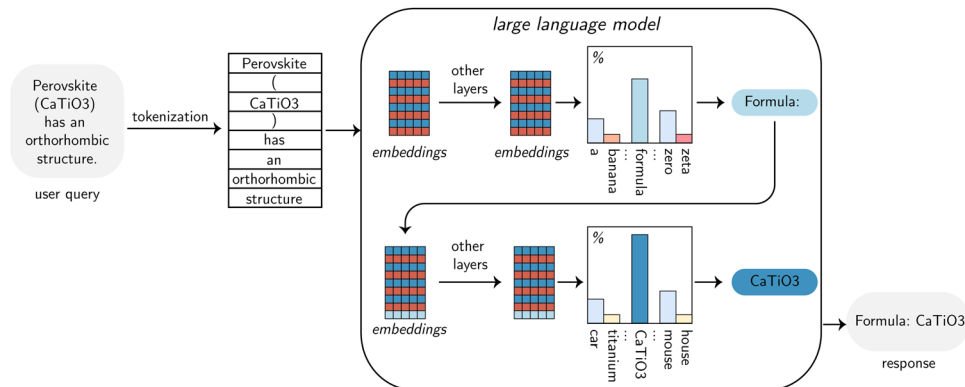 large language model
Perovskite
(CaTiO3)
has an
orthorhombic
structure.
user query
tokenization
Perovskite
(
CaTiO3
)
has
an
orthorhombic
structure
embeddings
other
layers
embeddings
%
a
banana
...
formula
...
zero
zeta
Formula:
embeddings
other
layers
%
car
titanium
...
CaTiO3
...
mouse
house
CaTiO3
Formula: CaTiO3
response